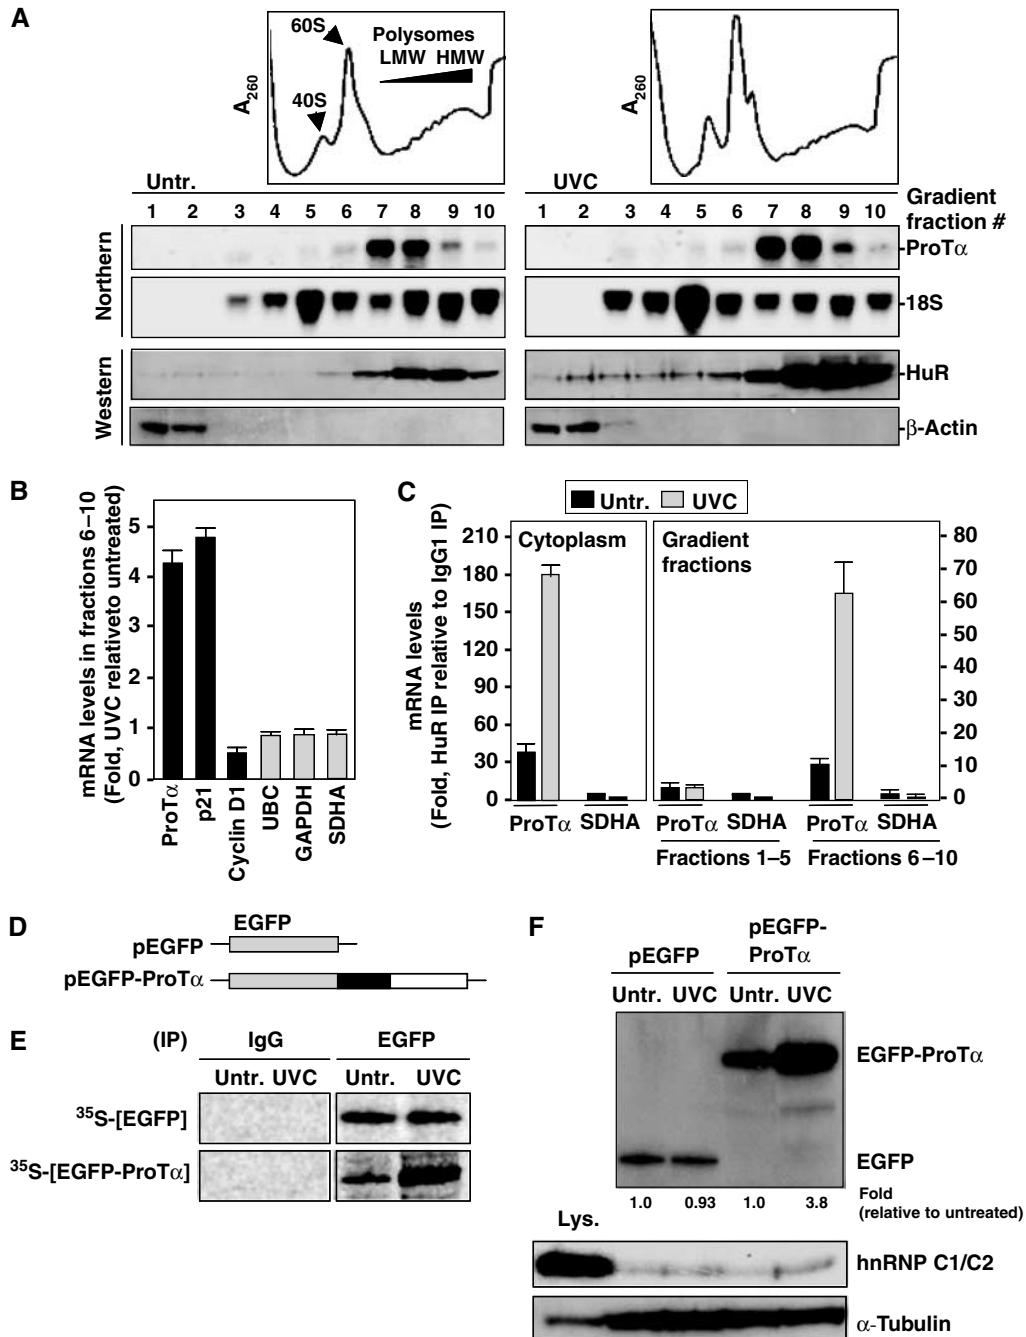 A
60S
Polysomes
LMW HMW
40S
A260
A260
Untr.
UVC
Gradient
fraction #
1 2 3 4 5 6 7 8 9 10
1 2 3 4 5 6 7 8 9 10
Northern
-ProTα
-18S
Western
-HuR
-β-Actin
B
mRNA levels in fractions 6–10
(Fold, UVC relativeto untreated)
5
4
3
2
1
0
ProTα
p21
Cyclin D1
UBC
GAPDH
SDHA
C
Untr. UVC
mRNA levels
(Fold, HuR IP relative to IgG1 IP)
210
180
150
120
90
60
30
0
Cytoplasm
Gradient
fractions
80
70
60
50
40
30
20
10
0
ProTα SDHA
ProTα SDHA
ProTα SDHA
Fractions 1–5
Fractions 6–10
D
EGFP
pEGFP
pEGFP-ProTα
E
(IP) IgG EGFP
Untr. UVC Untr. UVC
35S-[EGFP]
35S-[EGFP-ProTα]
F
pEGFP
pEGFP-
ProTα
Untr. UVC Untr. UVC
EGFP-ProTα
EGFP
1.0 0.93 1.0 3.8
Fold
(relative to untreated)
Lys.
hnRNP C1/C2
α-Tubulin